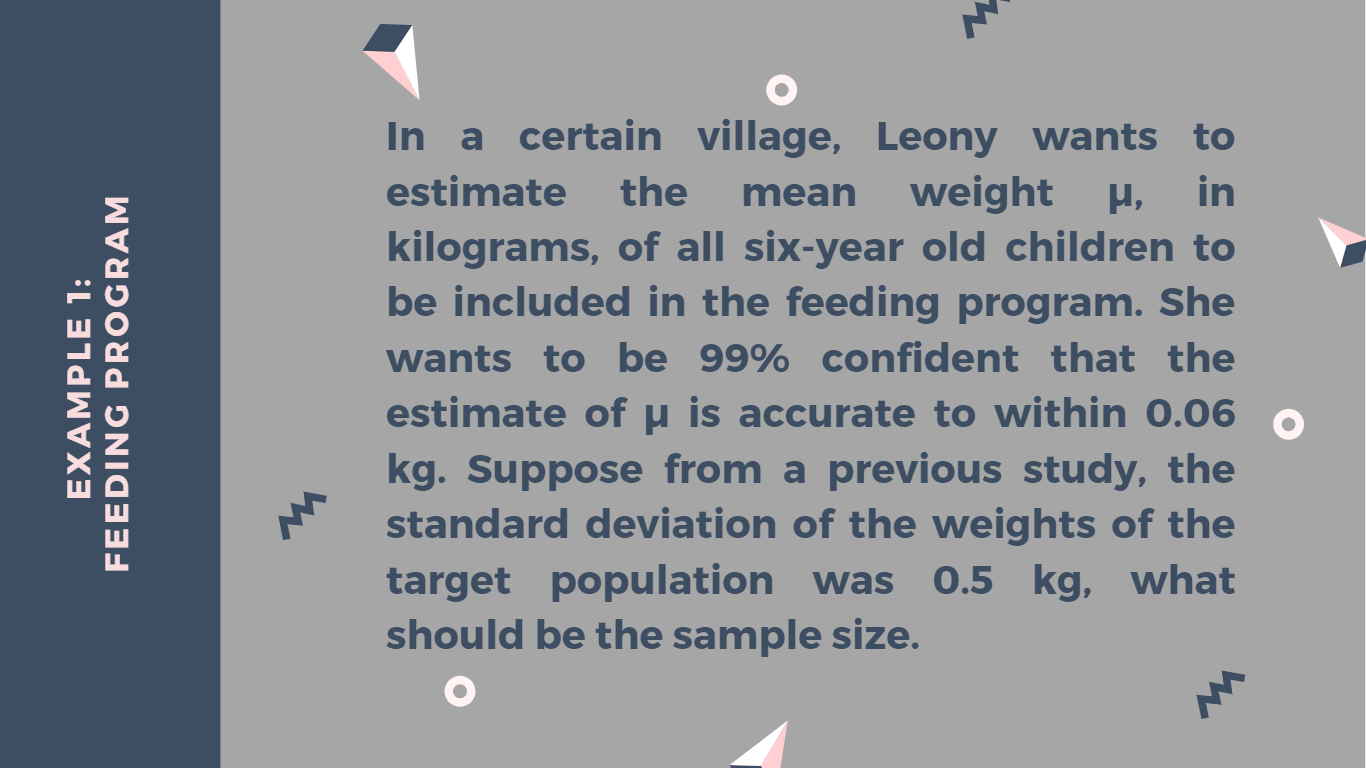 EXAMPLE 1:
FEEDING PROGRAM
In a certain village, Leony wants to
estimate the mean weight μ, in
kilograms, of all six-year old children to
be included in the feeding program. She
wants to be 99% confident that the
estimate of μ is accurate to within 0.06
kg. Suppose from a previous study, the
standard deviation of the weights of the
target population was 0.5 kg, what
should be the sample size.